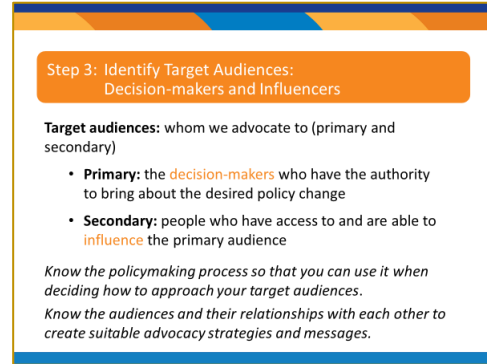 Step 3: Identify Target Audiences:
Decision-makers and Influencers
Target audiences: whom we advocate to (primary and
secondary)
• Primary: the decision-makers who have the authority
to bring about the desired policy change
• Secondary: people who have access to and are able to
influence the primary audience
Know the policymaking process so that you can use it when
deciding how to approach your target audiences.
Know the audiences and their relationships with each other to
create suitable advocacy strategies and messages.